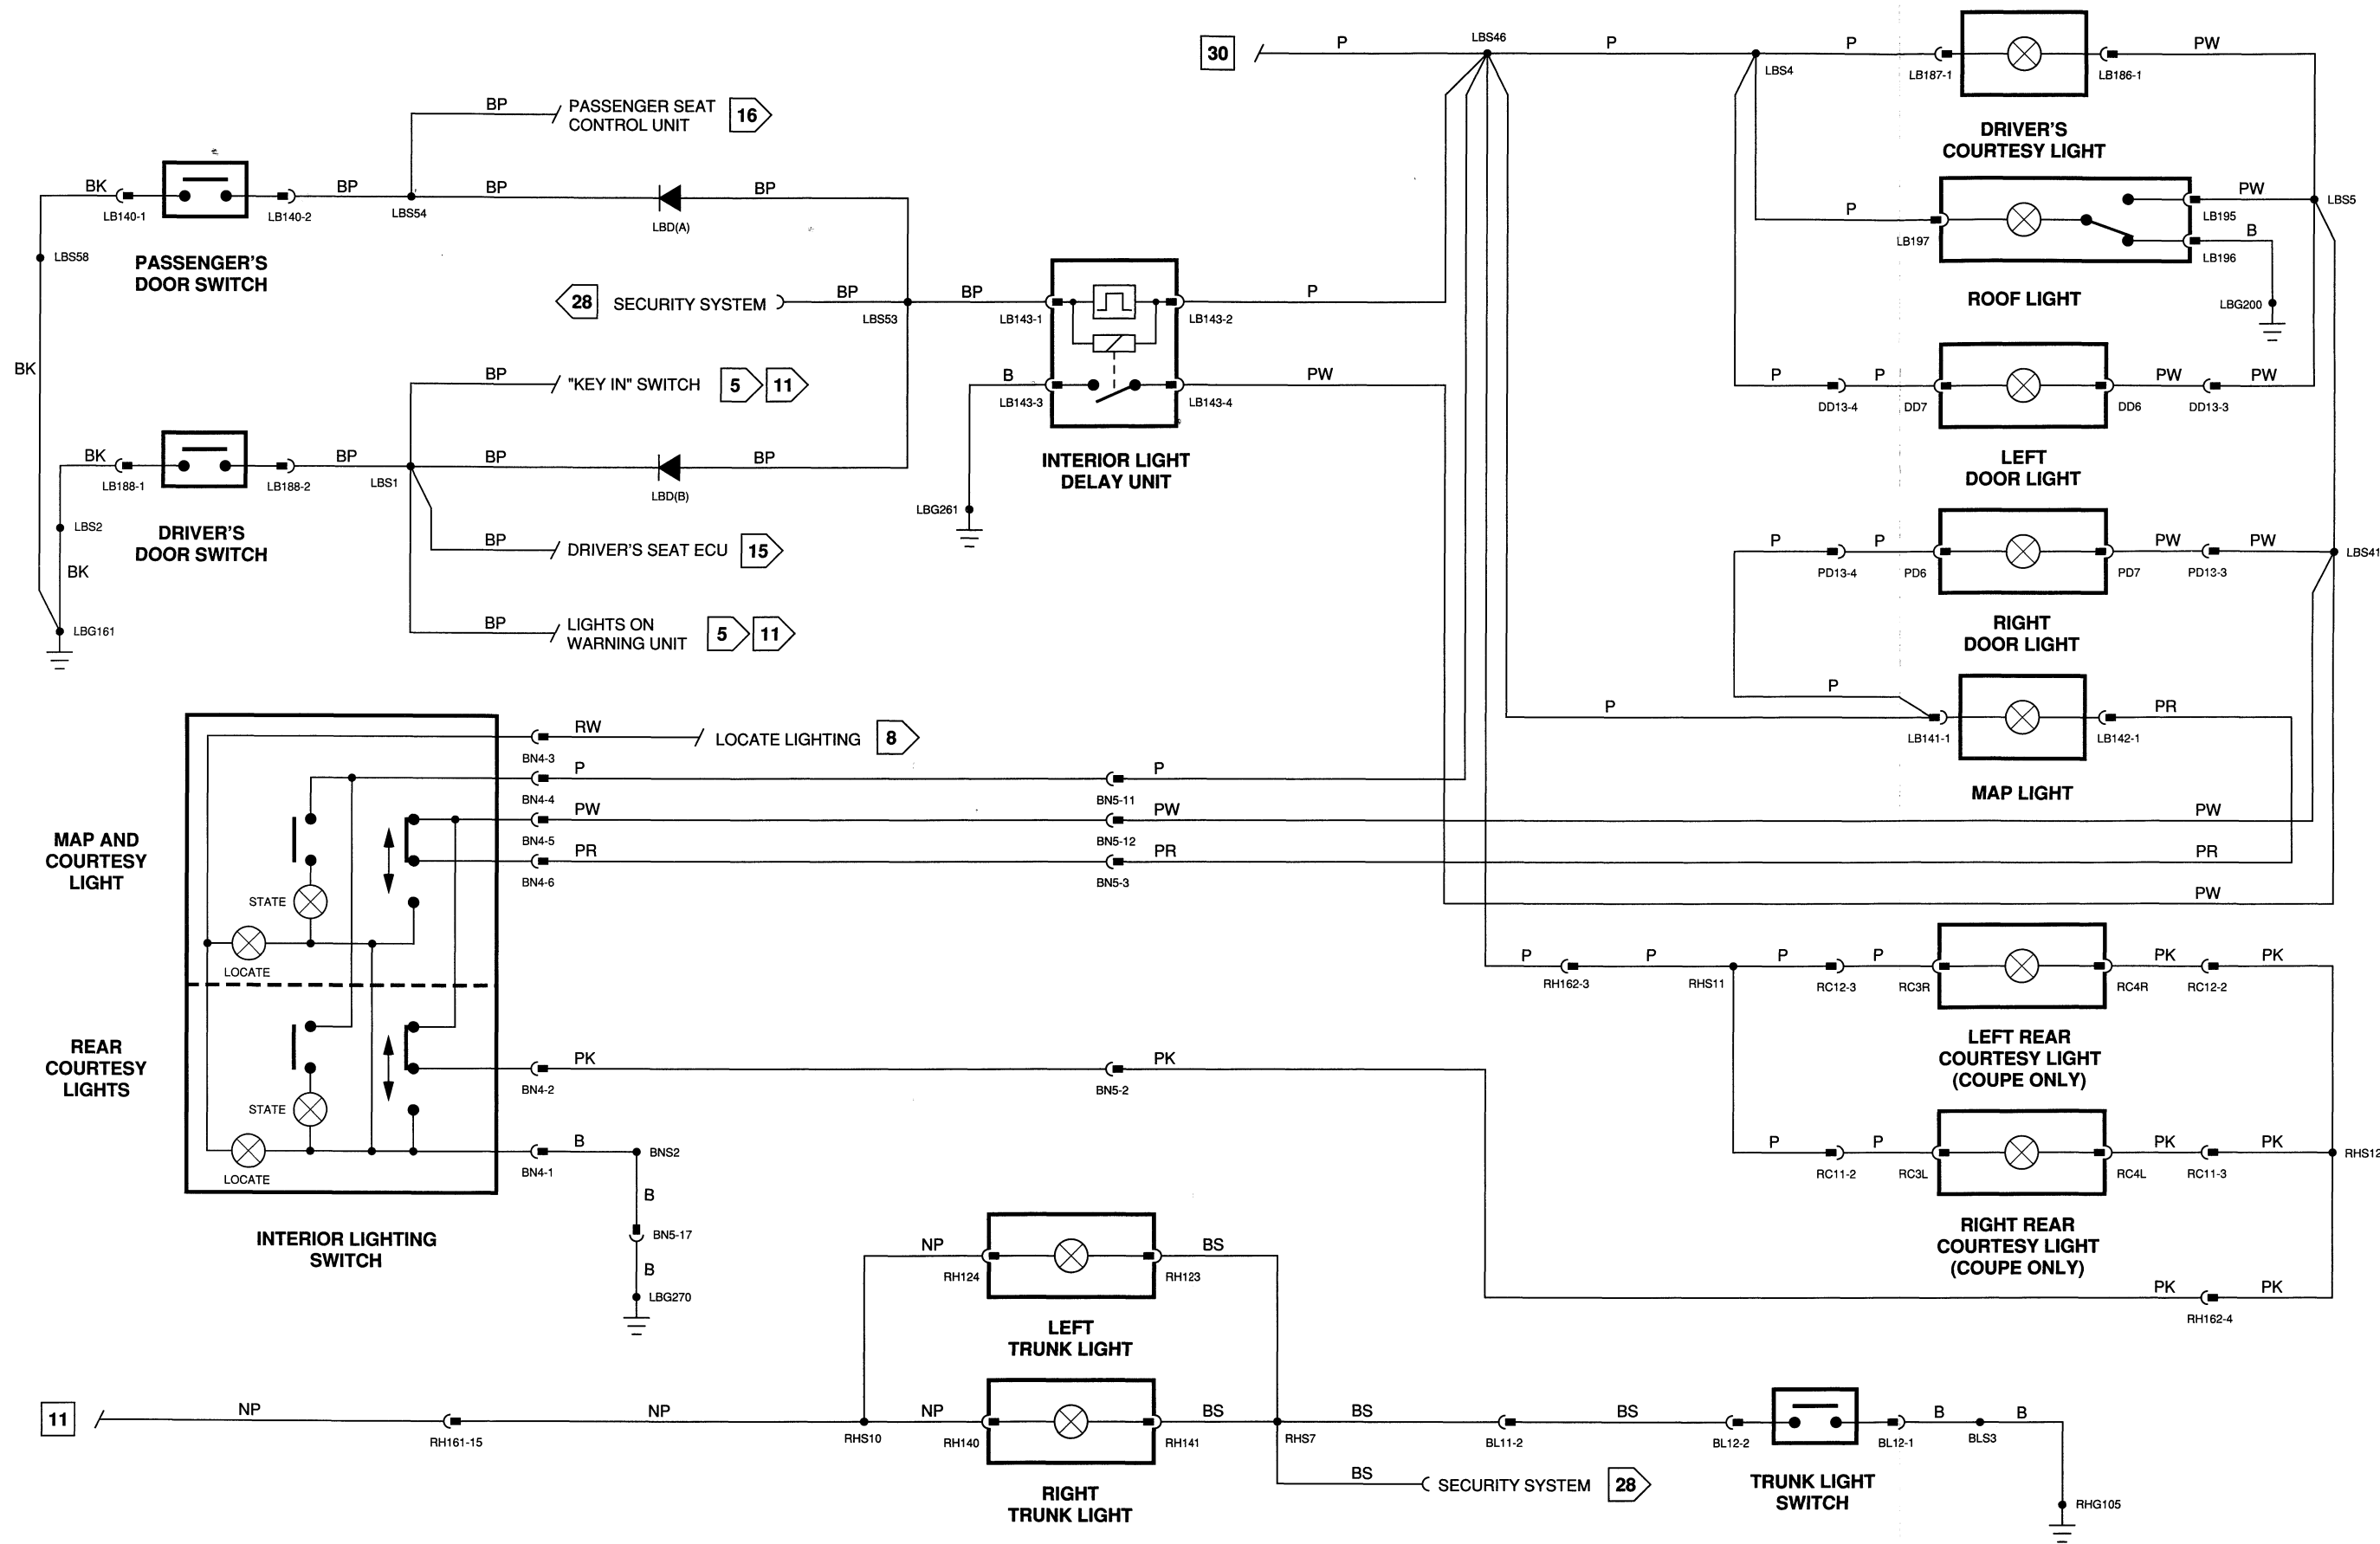 30
P
LBS46
P
LBS4
P
LB187-1
LB186-1
PW
DRIVER'S
COURTESY LIGHT
BP
PASSENGER SEAT
CONTROL UNIT
16
BK
LB140-1
LB140-2
BP
LBS54
BP
LBD(A)
BP
PASSENGER'S
DOOR SWITCH
LBS58
P
LB197
PW
LB195
LBS5
B
LB196
ROOF LIGHT
LBG200
28
SECURITY SYSTEM
BP
LBS53
BP
LB143-1
LB143-2
P
B
LB143-3
LB143-4
PW
INTERIOR LIGHT
DELAY UNIT
LBG261
BK
BP
"KEY IN" SWITCH
5
11
P
DD13-4
P
DD7
DD6
PW
DD13-3
PW
LEFT
DOOR LIGHT
BK
LB188-1
LB188-2
BP
LBS1
BP
LBD(B)
BP
LBS2
DRIVER'S
DOOR SWITCH
BK
LBG161
BP
DRIVER'S SEAT ECU
15
BP
LIGHTS ON
WARNING UNIT
5
11
P
PD13-4
P
PD6
PD7
PW
PD13-3
PW
LBS41
RIGHT
DOOR LIGHT
P
P
LB141-1
LB142-1
PR
MAP LIGHT
RW
BN4-3
LOCATE LIGHTING
8
P
BN4-4
BN5-11
P
PW
BN4-5
BN5-12
PW
PW
PR
BN4-6
BN5-3
PR
PR
PW
MAP AND
COURTESY
LIGHT
STATE
LOCATE
REAR
COURTESY
LIGHTS
STATE
LOCATE
INTERIOR LIGHTING
SWITCH
PK
BN4-2
BN5-2
PK
B
BN4-1
BNS2
B
BN5-17
B
LBG270
P
RH162-3
P
RHS11
P
RC12-3
P
RC3R
RC4R
PK
RC12-2
PK
LEFT REAR
COURTESY LIGHT
(COUPE ONLY)
P
RC11-2
P
RC3L
RC4L
PK
RC11-3
PK
RHS12
RIGHT REAR
COURTESY LIGHT
(COUPE ONLY)
PK
RH162-4
PK
NP
RH124
RH123
BS
LEFT
TRUNK LIGHT
11
NP
RH161-15
NP
RHS10
NP
RH140
RH141
BS
RHS7
BS
BL11-2
BS
BL12-2
BL12-1
B
BLS3
B
RIGHT
TRUNK LIGHT
BS
SECURITY SYSTEM
28
TRUNK LIGHT
SWITCH
RHG105